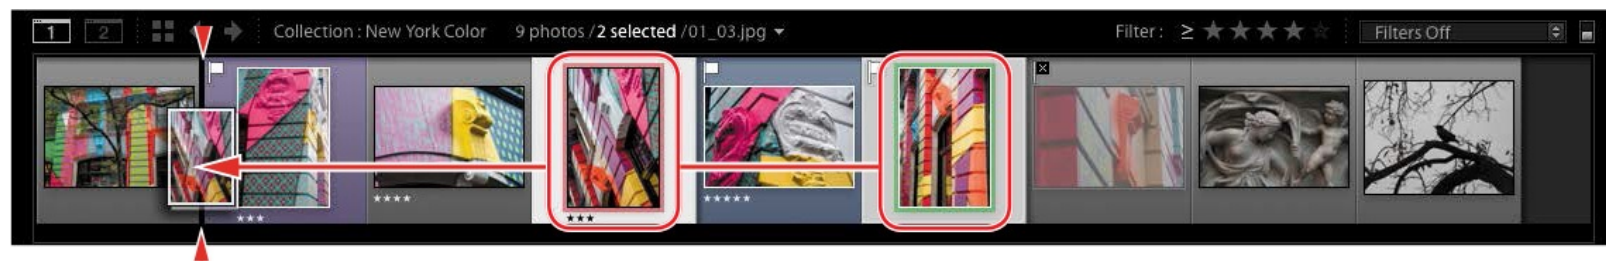 1 2 Collection : New York Color 9 photos / 2 selected / 01_03.jpg Filter : ≥ ★★★★☆ Filters Off
★★★ ★★★★ ★★★ ★★★★★